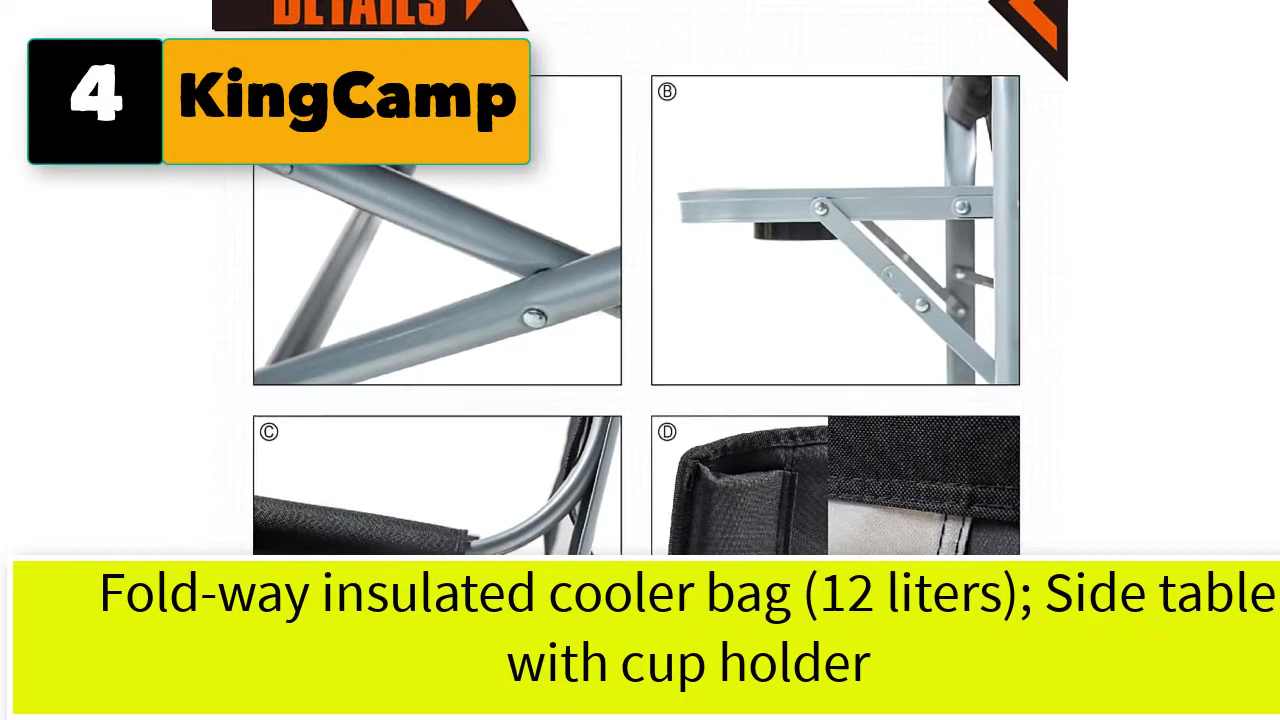 DETAILS
4 KingCamp
Ⓑ
Ⓒ
Ⓓ
Fold-way insulated cooler bag (12 liters); Side table
with cup holder